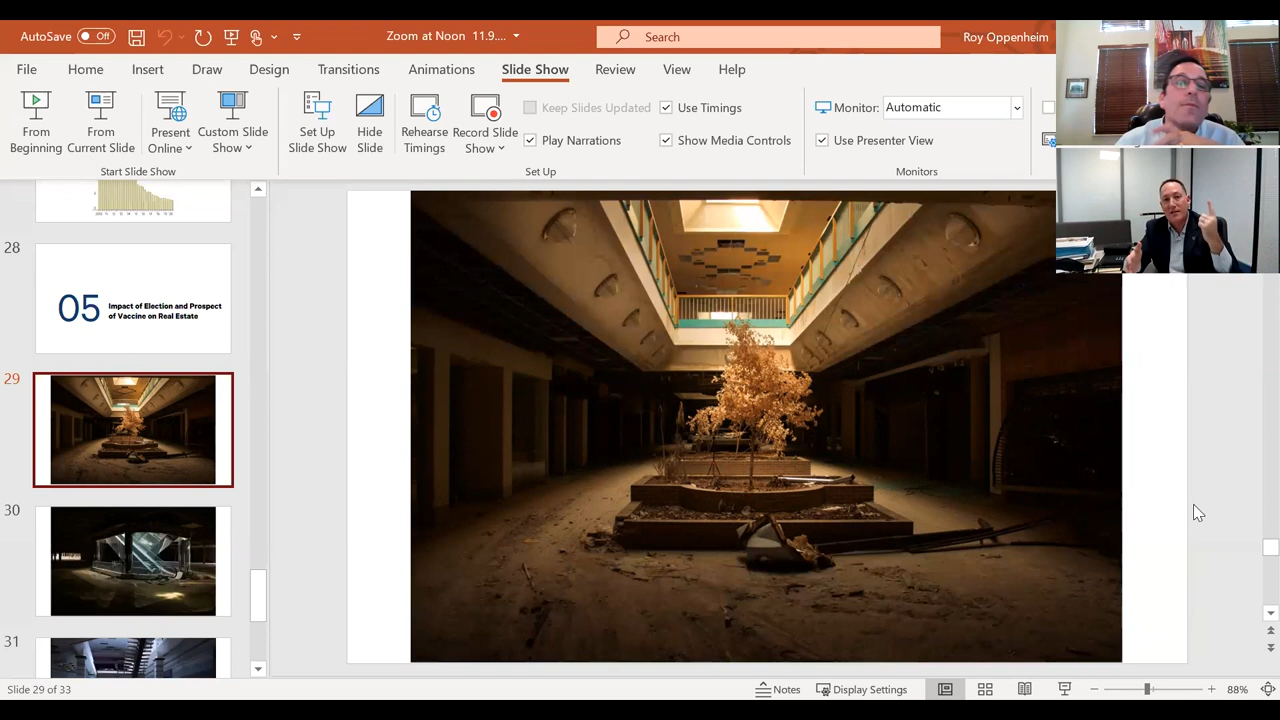 AutoSave Off Zoom at Noon 11.9.... Search Roy Oppenheim
File Home Insert Draw Design Transitions Animations Slide Show Review View Help
From Beginning
From Current Slide
Present Online
Custom Slide Show
Start Slide Show
Set Up Slide Show
Hide Slide
Rehearse Timings
Record Slide Show
Keep Slides Updated
Use Timings
Play Narrations
Show Media Controls
Set Up
Monitor: Automatic
Use Presenter View
Monitors
28
05 Impact of Election and Prospect
of Vaccine on Real Estate
29
30
31
Slide 29 of 33 Notes Display Settings 88%